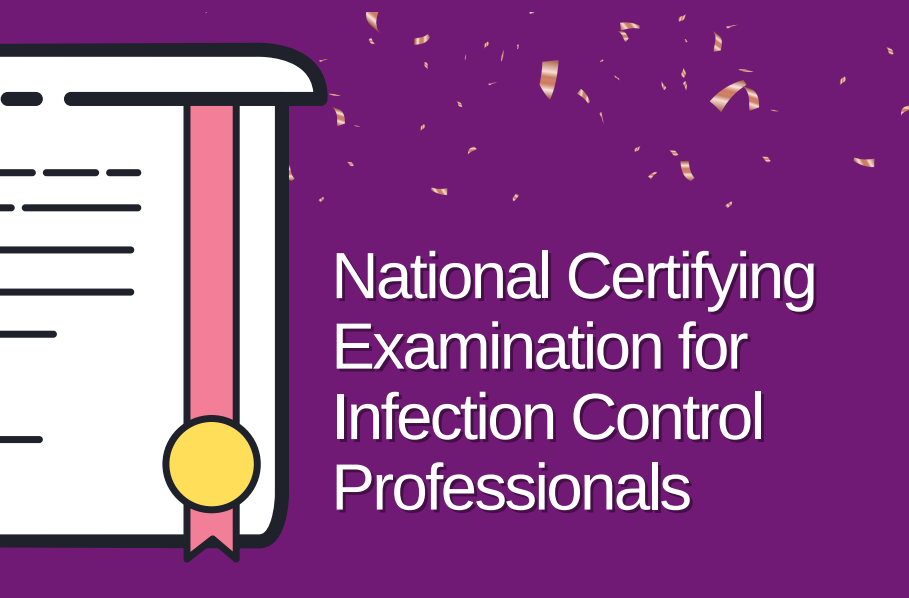 National Certifying
Examination for
Infection Control
Professionals